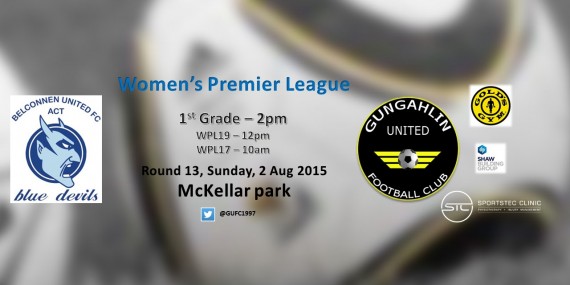 BELCONNEN UNITED FC
ACT
blue devils
Women's Premier League
1st Grade – 2pm
WPL19 – 12pm
WPL17 – 10am
Round 13, Sunday, 2 Aug 2015
McKellar park
@GUFC1997
GUNGAHLIN
UNITED
FOOTBALL CLUB
GOLD'S
GYM
SHAW
BUILDING
GROUP
STC
SPORTSTEC CLINIC